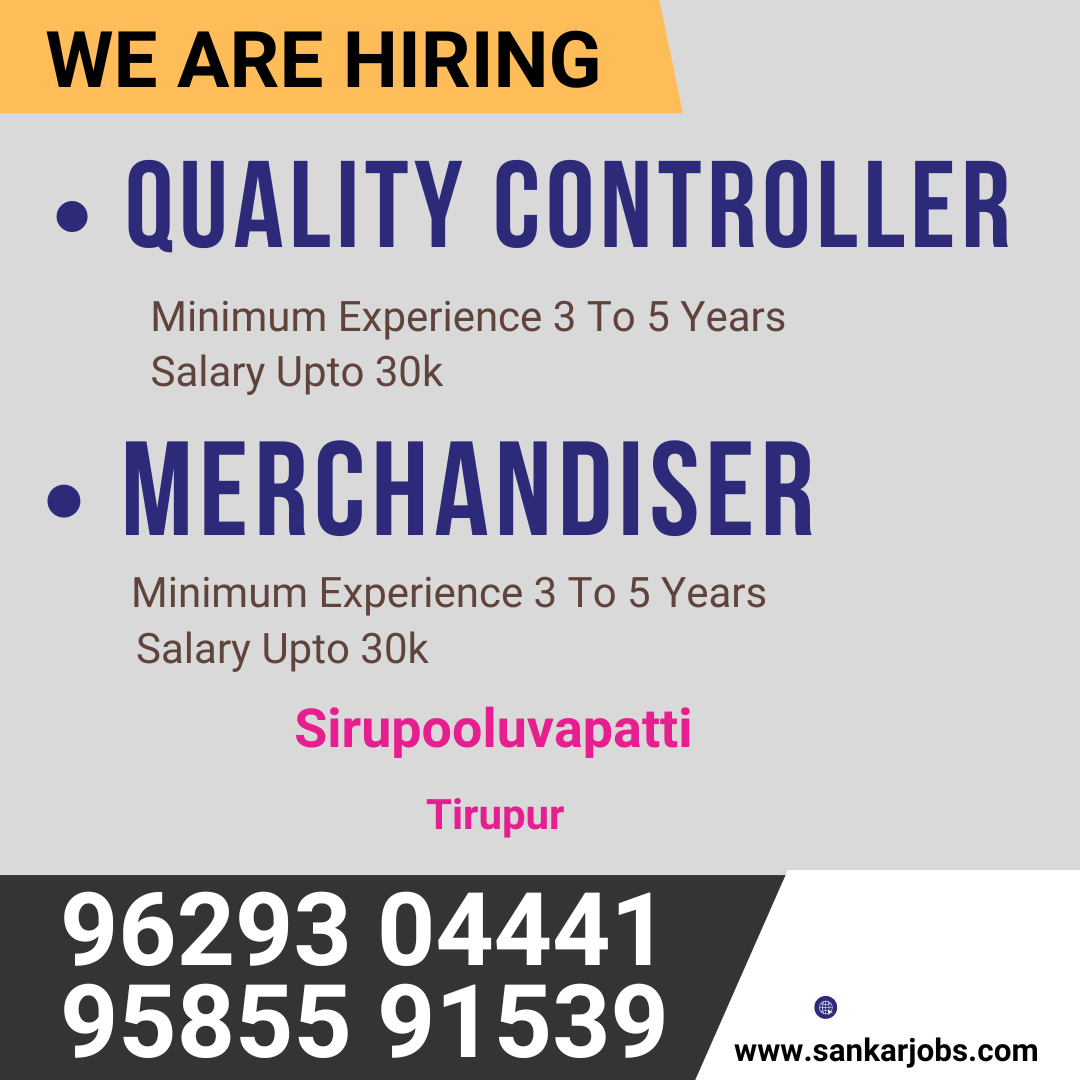 WE ARE HIRING
• QUALITY CONTROLLER
Minimum Experience 3 To 5 Years
Salary Upto 30k
• MERCHANDISER
Minimum Experience 3 To 5 Years
Salary Upto 30k
Sirupooluvapatti
Tirupur
96293 04441
95855 91539
www.sankarjobs.com